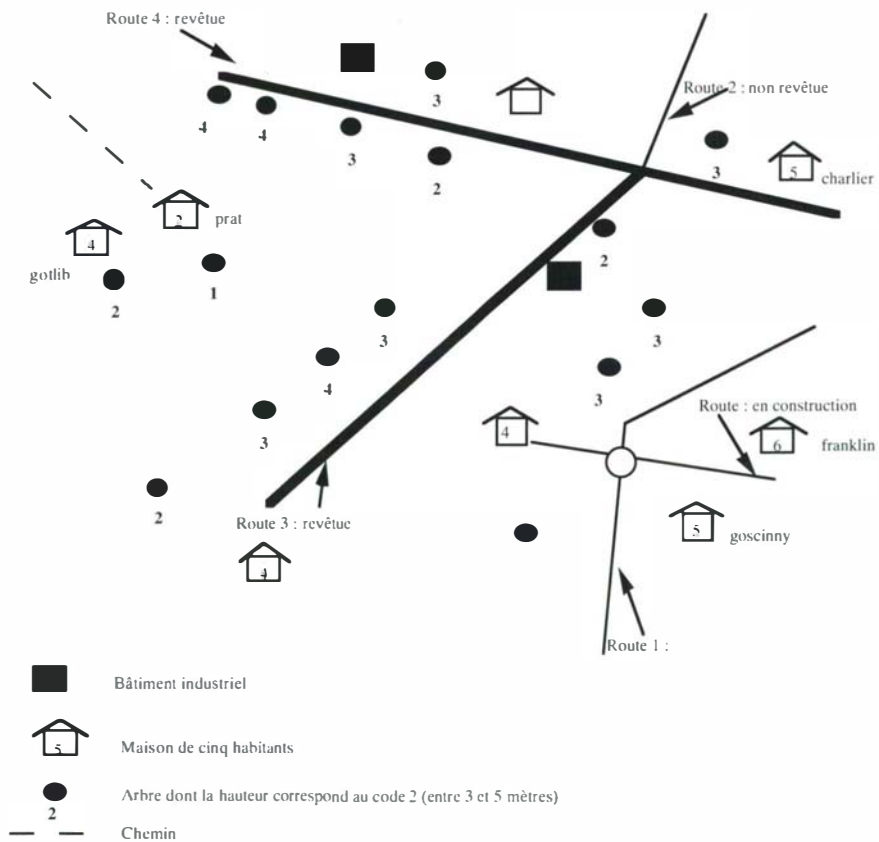 Route 4 : revêtue
3
Route 2 : non revêtue
4
4
3
2
3
5
charlier
2
prat
4
gotlib
2
1
2
3
3
4
3
3
Route : en construction
4
6
franklin
3
2
Route 3 : revêtue
5
goscinny
4
Route 1 :
Bâtiment industriel
5
Maison de cinq habitants
Arbre dont la hauteur correspond au code 2 (entre 3 et 5 mètres)
2
Chemin